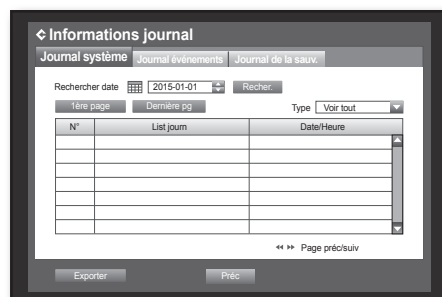 Informations journal
Journal système Journal événements Journal de la sauv.
Rechercher date 2015-01-01 Recher.
1ère page Dernière pg Type Voir tout
N° List journ Date/Heure
Page préc/suiv
Exporter Préc